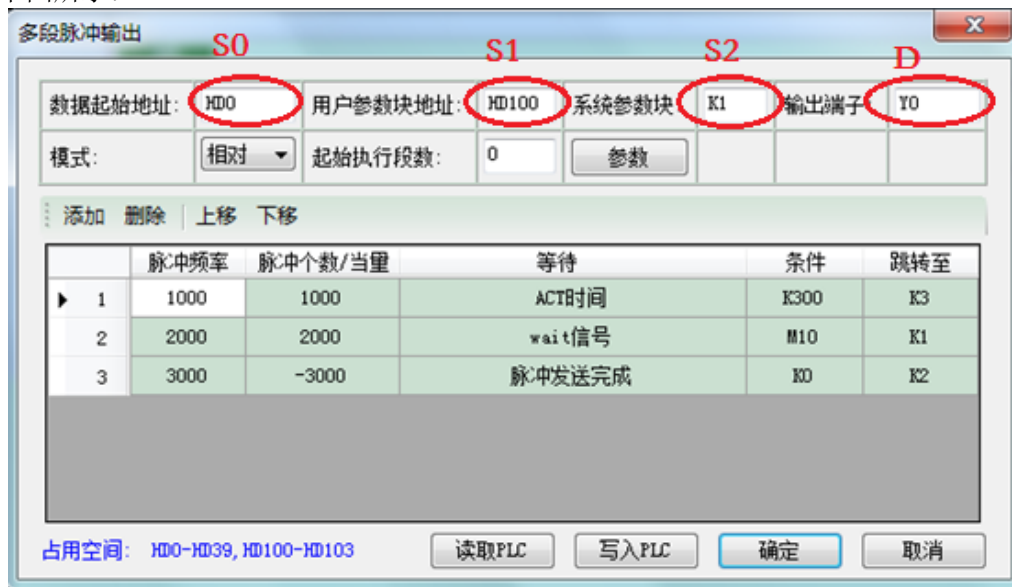 多段脉冲输出
S0 S1 S2 D
数据起始地址: HD0 用户参数块地址: HD100 系统参数块 K1 输出端子 Y0
模式: 相对 起始执行段数: 0 参数
添加 删除 上移 下移
脉冲频率 脉冲个数/当量 等待 条件 跳转至
1 1000 1000 ACT时间 K300 K3
2 2000 2000 wait信号 M10 K1
3 3000 -3000 脉冲发送完成 K0 K2
占用空间: HD0-HD39,HD100-HD103 读取PLC 写入PLC 确定 取消